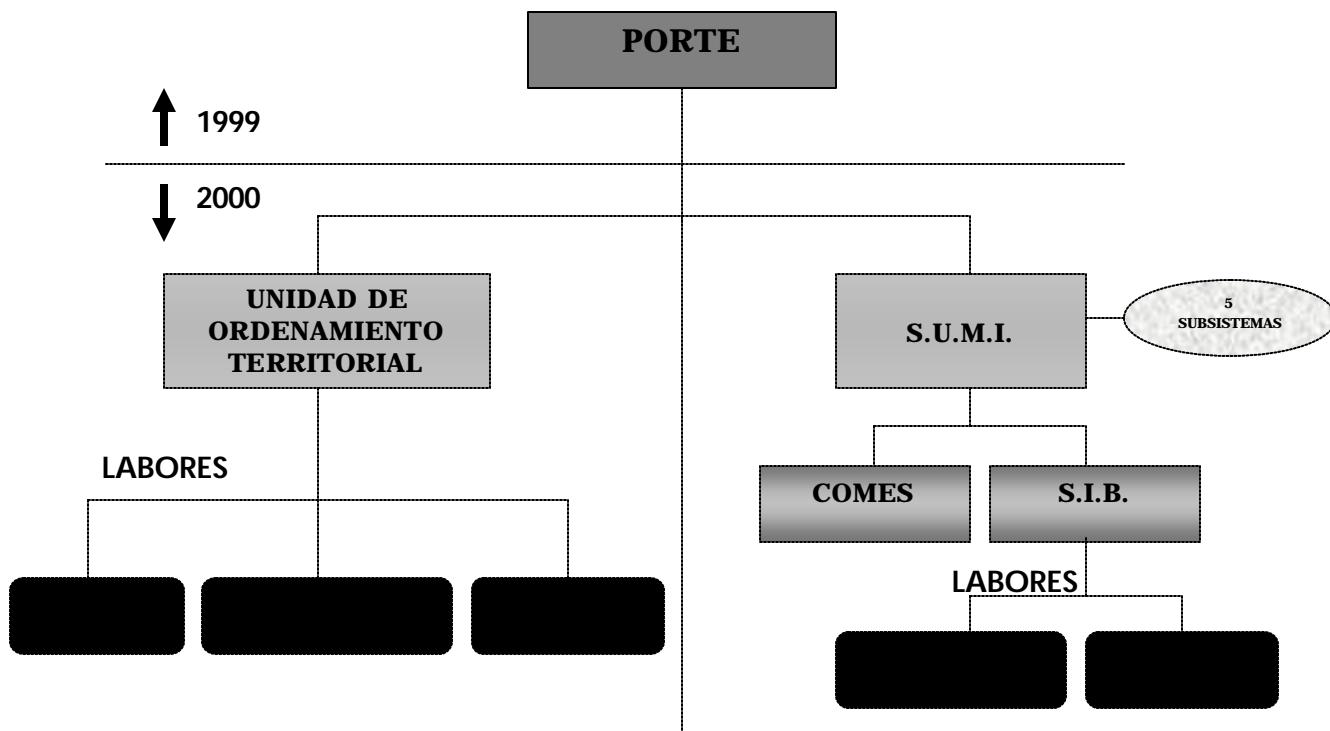 PORTE
1999
2000
UNIDAD DE
ORDENAMIENTO
TERRITORIAL
S.U.M.I.
5
SUBSISTEMAS
LABORES
COMES
S.I.B.
LABORES